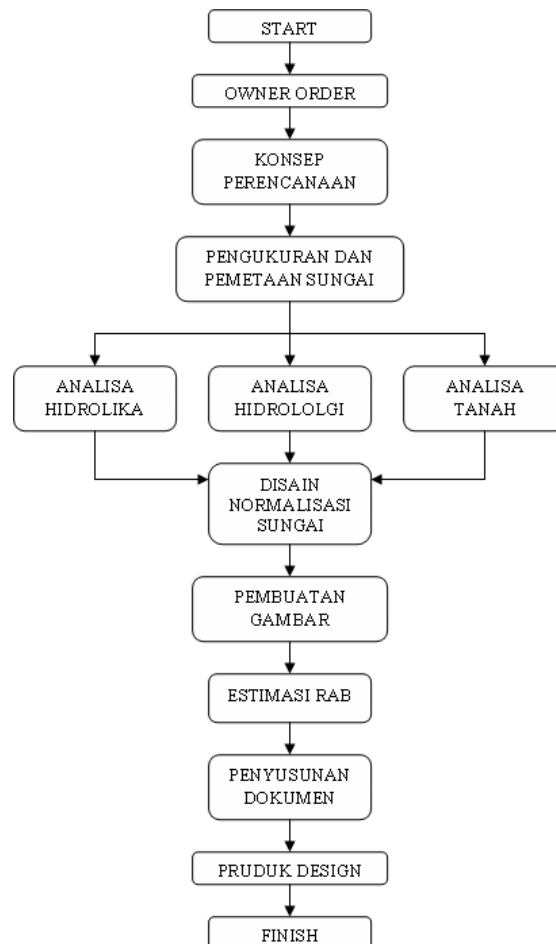 START
OWNER ORDER
KONSEP
PERENCANAAN
PENGUKURAN DAN
PEMETAAN SUNGAI
ANALISA
HIDROLIKA
ANALISA
HIDROLOLGI
ANALISA
TANAH
DISAIN
NORMALISASI
SUNGAI
PEMBUATAN
GAMBAR
ESTIMASI RAB
PENYUSUNAN
DOKUMEN
PRUDUK DESIGN
FINISH